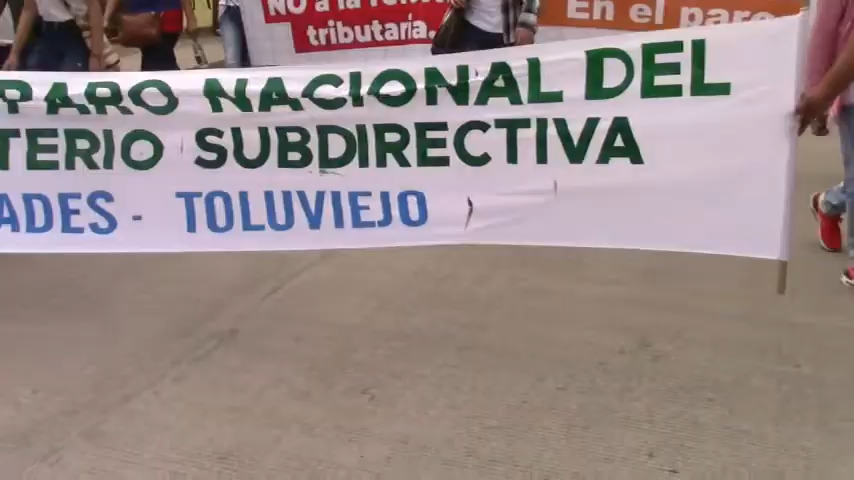 NO a la
tributaria.
En el paro
PARO NACIONAL DEL
TERIO SUBDIRECTIVA
ADES - TOLUVIEJO